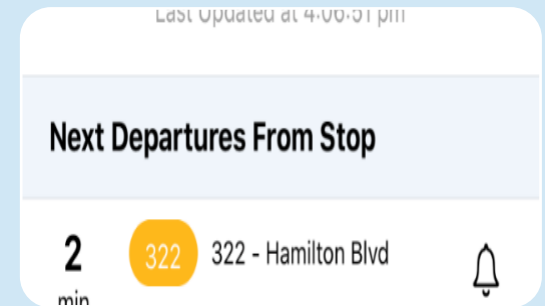 Last Updated at 4:06:51 pm
Next Departures From Stop
2 322 322 - Hamilton Blvd
min